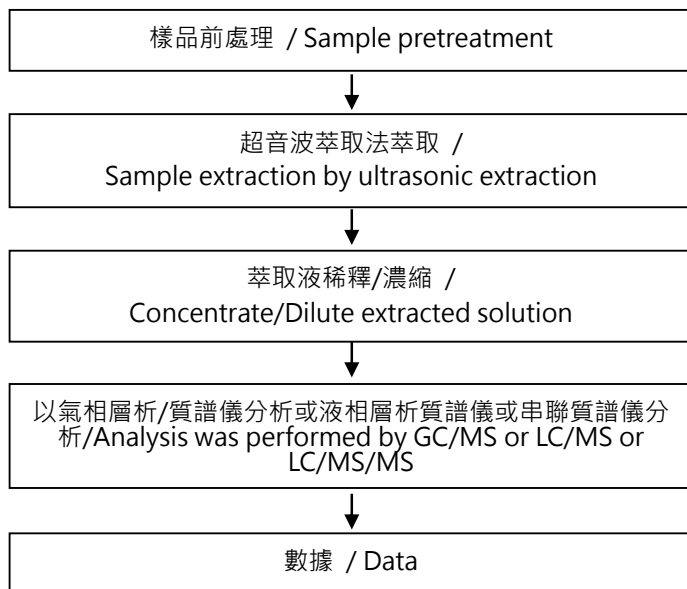 樣品前處理 / Sample pretreatment
超音波萃取法萃取 /
Sample extraction by ultrasonic extraction
萃取液稀釋/濃縮 /
Concentrate/Dilute extracted solution
以氣相層析/質譜儀分析或液相層析質譜儀或串聯質譜儀分
析/Analysis was performed by GC/MS or LC/MS or
LC/MS/MS
數據 / Data